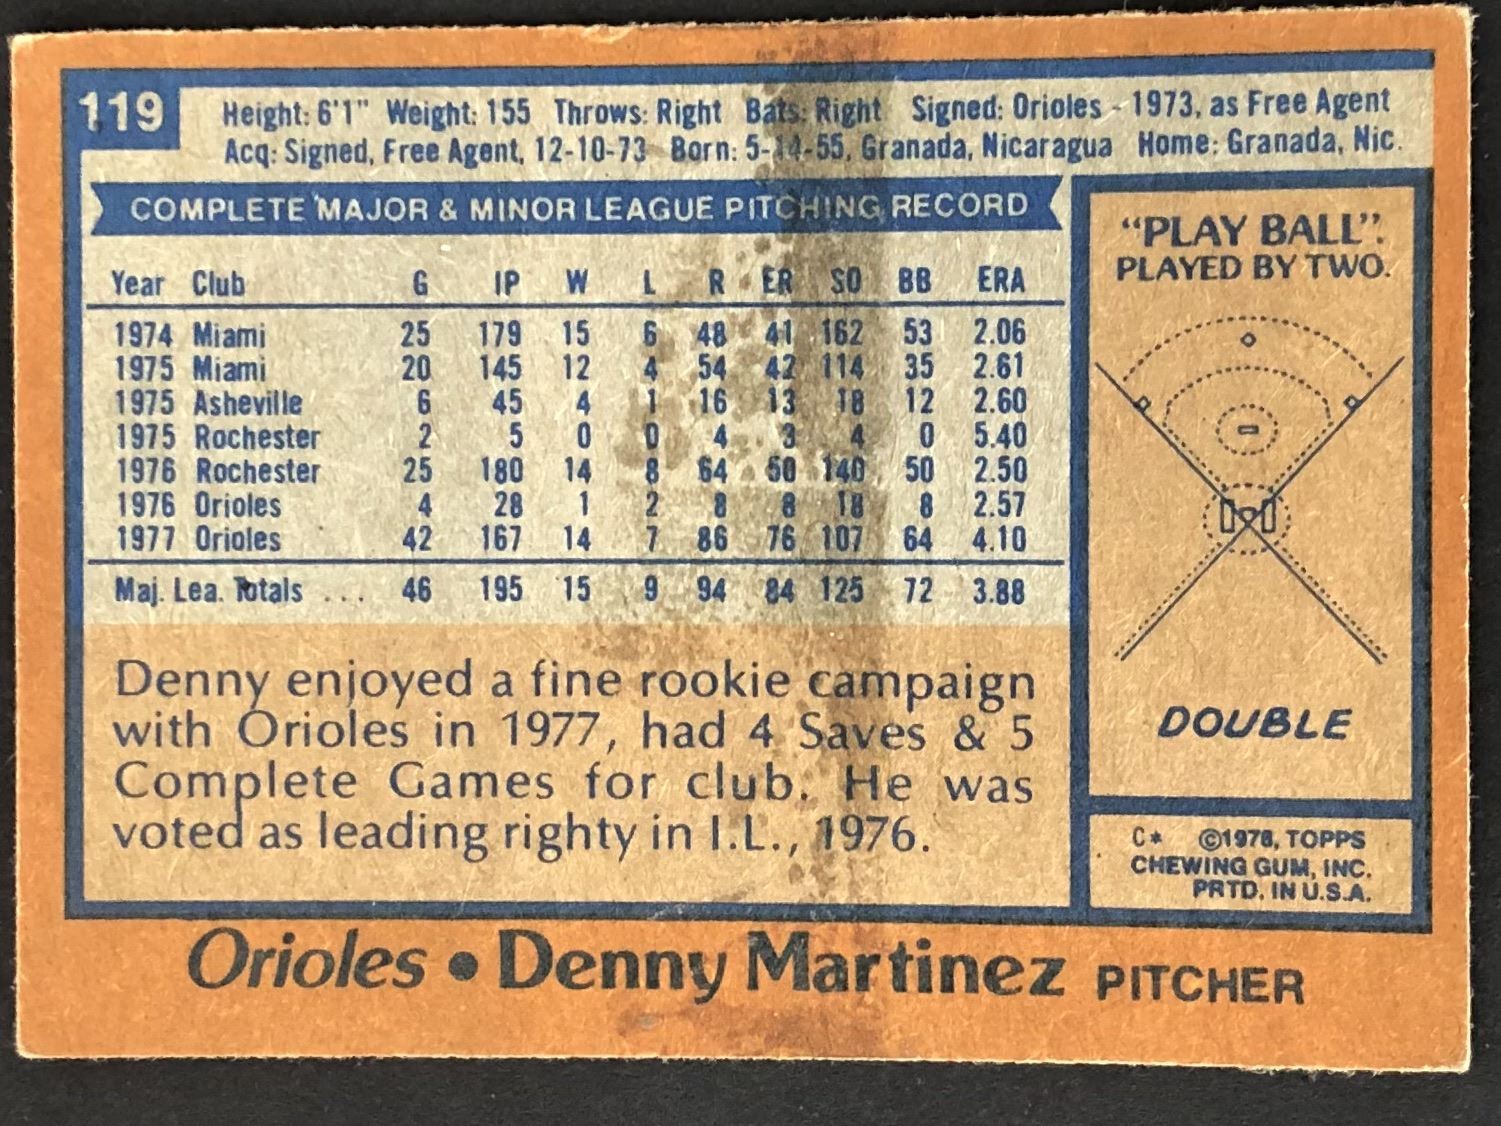 119
Height: 6'1" Weight: 155 Throws: Right Bats: Right Signed: Orioles - 1973, as Free Agent
Acq: Signed, Free Agent, 12-10-73 Born: 5-14-55, Granada, Nicaragua Home: Granada, Nic.
COMPLETE MAJOR & MINOR LEAGUE PITCHING RECORD
Year Club G IP W L R ER SO BB ERA
1974 Miami 25 179 15 6 48 41 162 53 2.06
1975 Miami 20 145 12 4 54 42 114 35 2.61
1975 Asheville 6 45 4 1 16 13 18 12 2.60
1975 Rochester 2 5 0 0 4 3 4 0 5.40
1976 Rochester 25 180 14 8 64 50 140 50 2.50
1976 Orioles 4 28 1 2 8 8 18 8 2.57
1977 Orioles 42 167 14 7 86 76 107 64 4.10
Maj. Lea. Totals ... 46 195 15 9 94 84 125 72 3.88
Denny enjoyed a fine rookie campaign
with Orioles in 1977, had 4 Saves & 5
Complete Games for club. He was
voted as leading righty in I.L., 1976.
"PLAY BALL".
PLAYED BY TWO.
DOUBLE
C* ©1978, TOPPS
CHEWING GUM, INC.
PRTD. IN U.S.A.
Orioles • Denny Martinez PITCHER